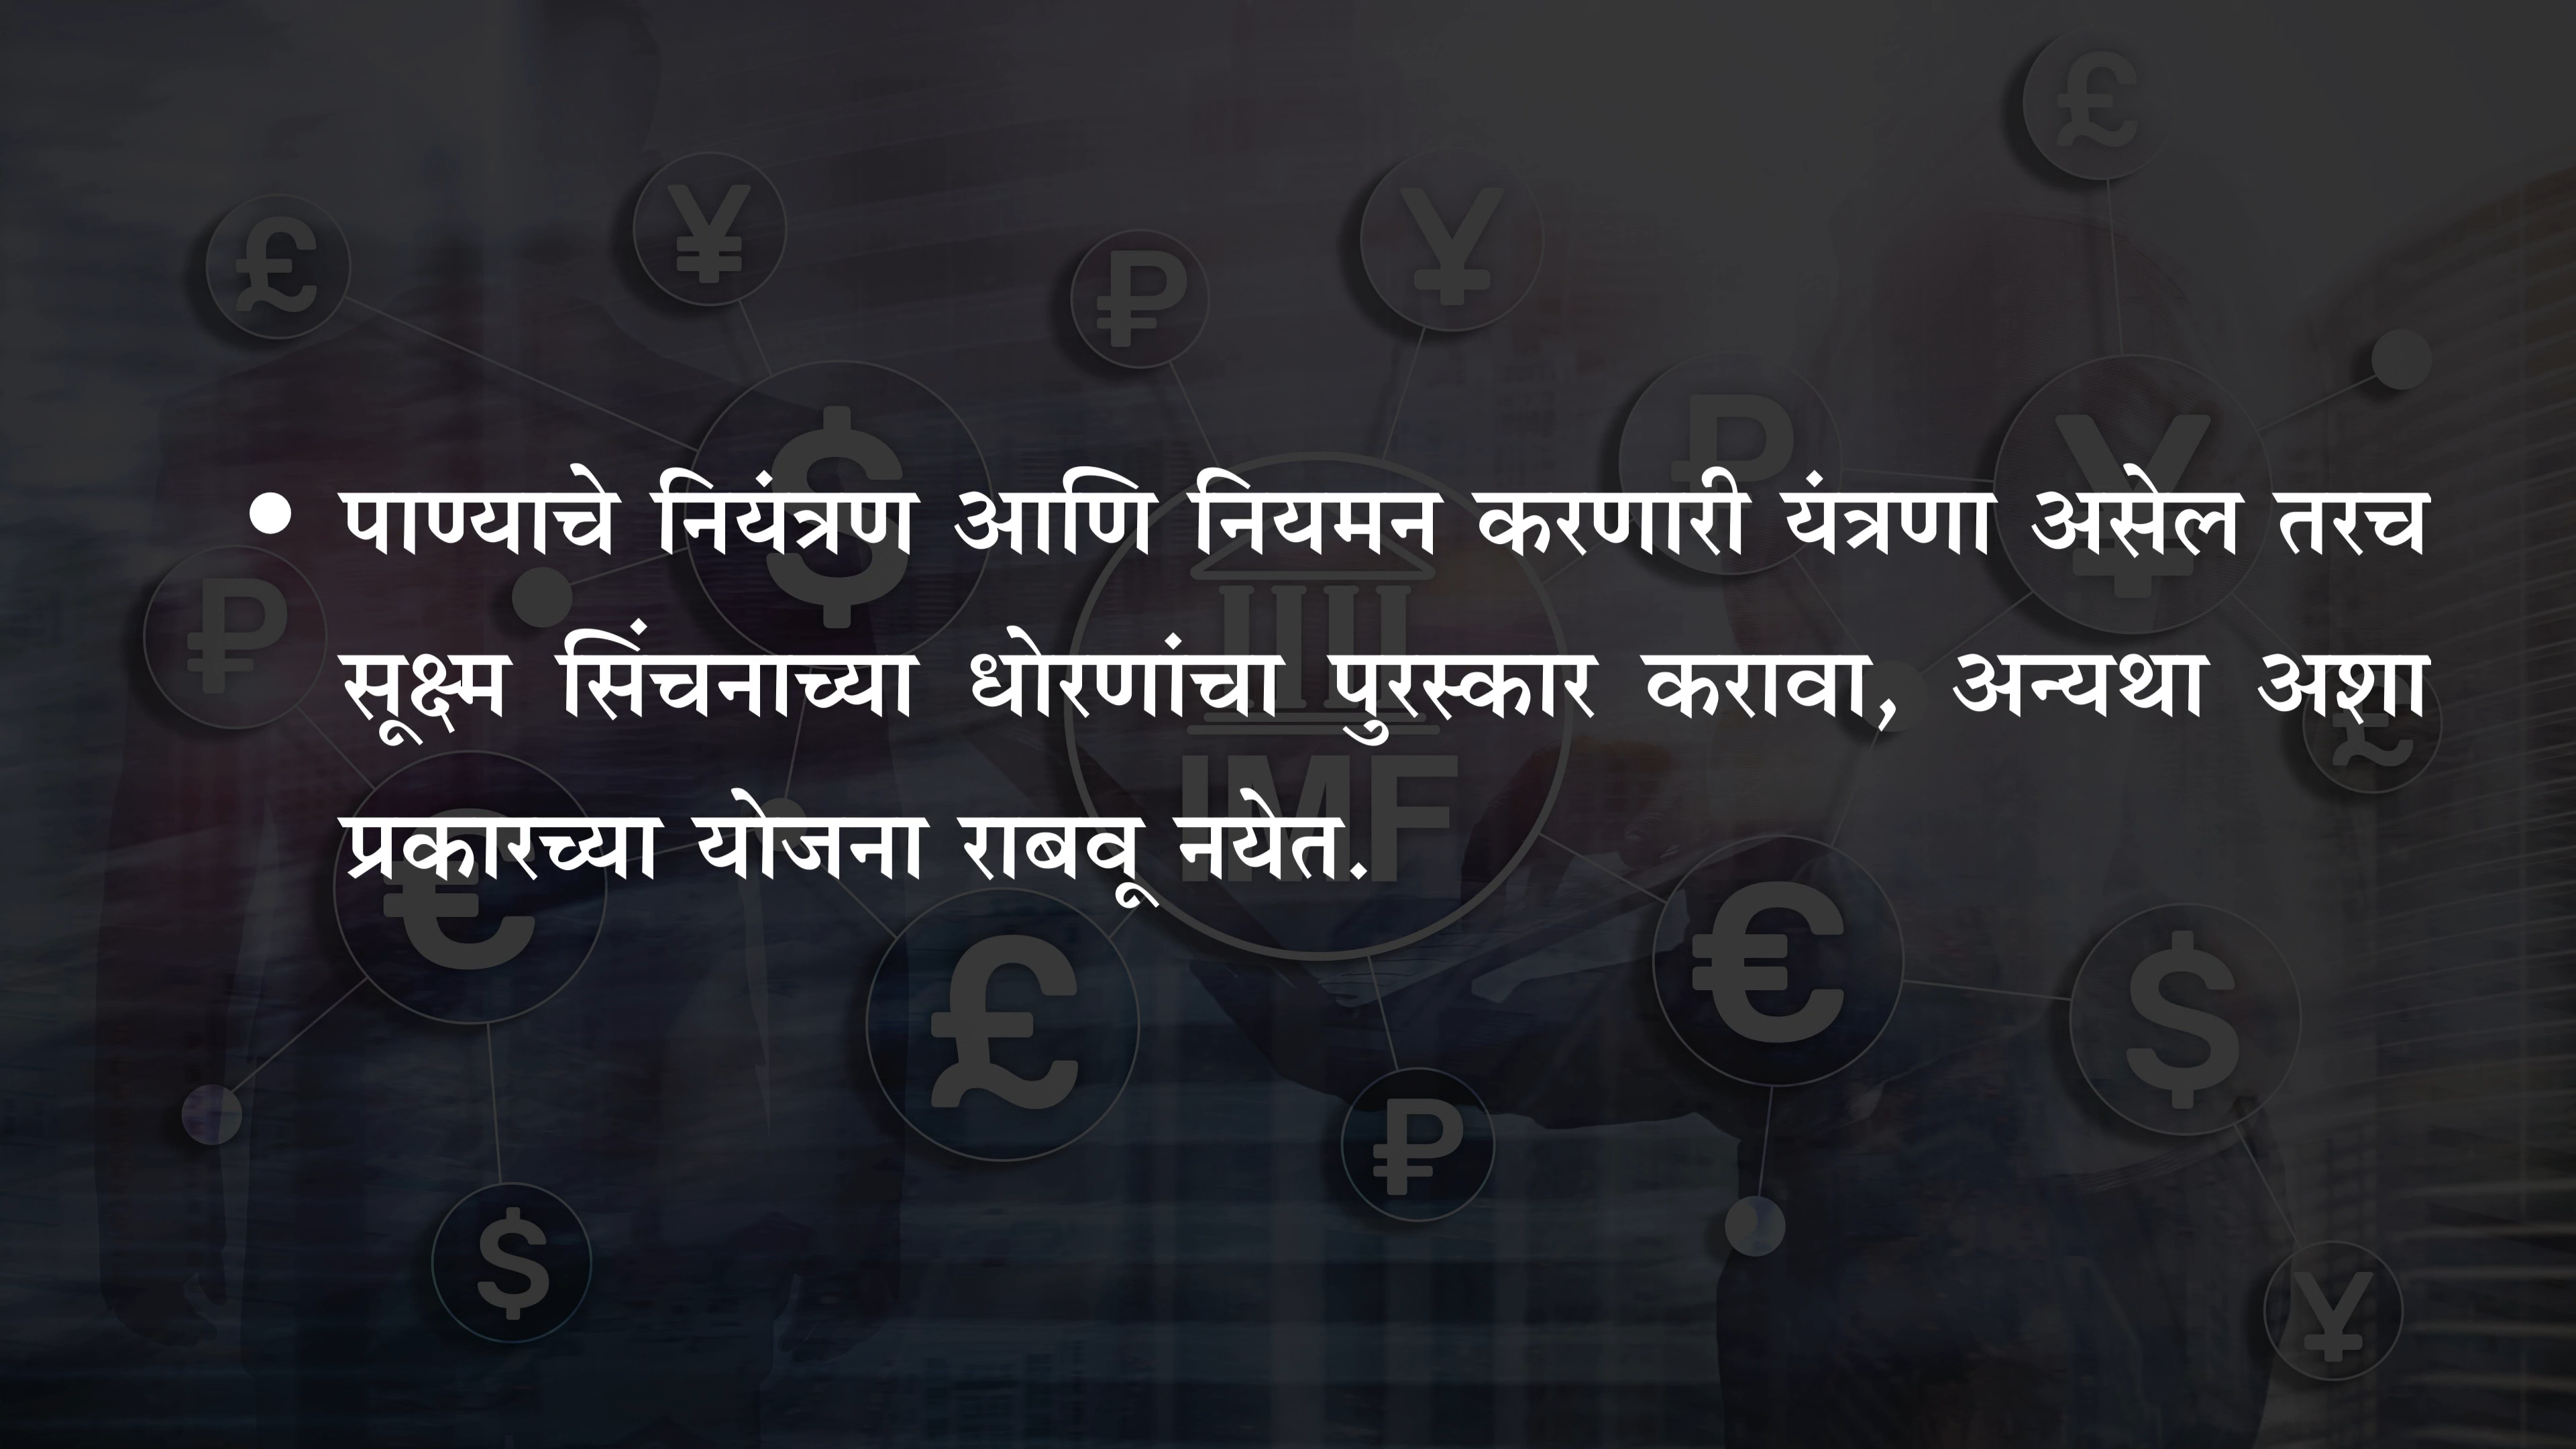 • पाण्याचे नियंत्रण आणि नियमन करणारी यंत्रणा असेल तरच
सूक्ष्म सिंचनाच्या धोरणांचा पुरस्कार करावा, अन्यथा अशा
प्रकारच्या योजना राबवू नयेत.
IMF